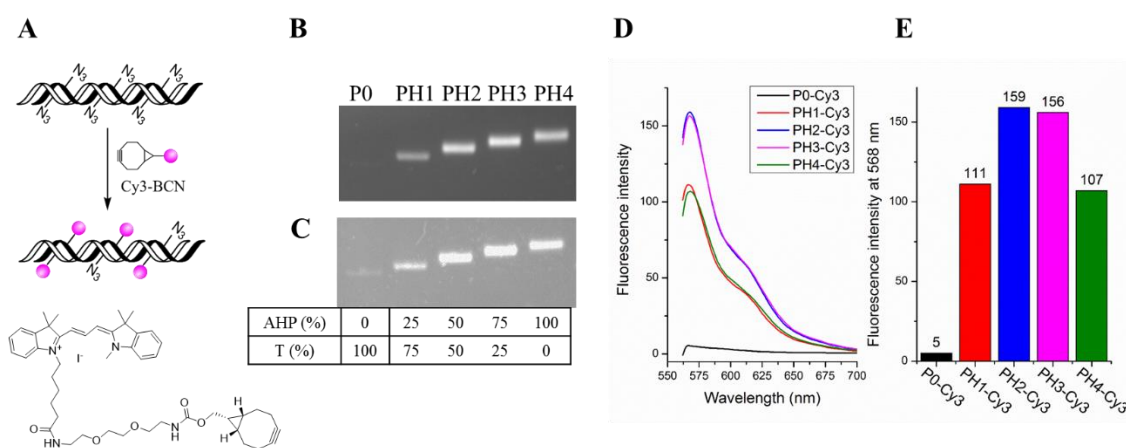 A
N3 N3 N3
N3 N3 N3
Cy3-BCN
N3
N3
N+
I-
N
O
HN
O
O
H
N
O
O
H
H
B
P0 PH1 PH2 PH3 PH4
C
AHP (%) 0 25 50 75 100
T (%) 100 75 50 25 0
D
Fluorescence intensity
150
100
50
0
P0-Cy3
PH1-Cy3
PH2-Cy3
PH3-Cy3
PH4-Cy3
550 575 600 625 650 675 700
Wavelength (nm)
E
Fluorescence intensity at 568 nm
150
100
50
0
5
111
159
156
107
P0-Cy3
PH1-Cy3
PH2-Cy3
PH3-Cy3
PH4-Cy3